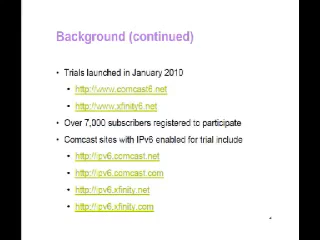 Background (continued)
• Trials launched in January 2010
• http://www.comcast6.net
• http://www.xfinity6.net
• Over 7,000 subscribers registered to participate
• Comcast sites with IPv6 enabled for trial include
• http://ipv6.comcast.net
• http://ipv6.comcast.com
• http://ipv6.xfinity.net
• http://ipv6.xfinity.com